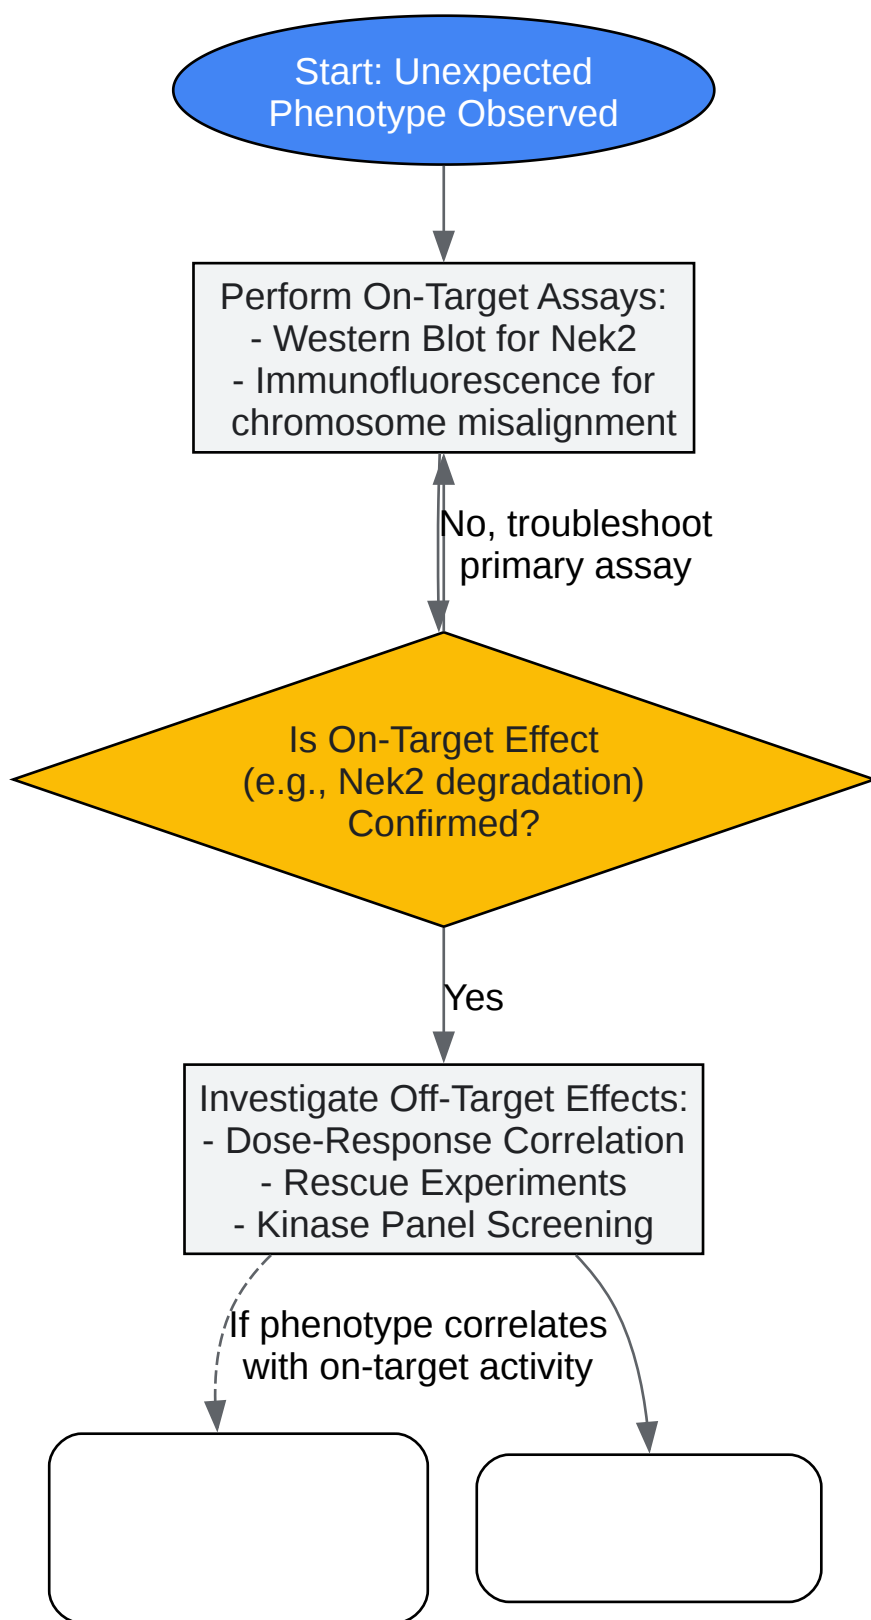 Start: Unexpected
Phenotype Observed
Perform On-Target Assays:
- Western Blot for Nek2
- Immunofluorescence for
chromosome misalignment
No, troubleshoot
primary assay
Is On-Target Effect
(e.g., Nek2 degradation)
Confirmed?
Yes
Investigate Off-Target Effects:
- Dose-Response Correlation
- Rescue Experiments
- Kinase Panel Screening
If phenotype correlates
with on-target activity